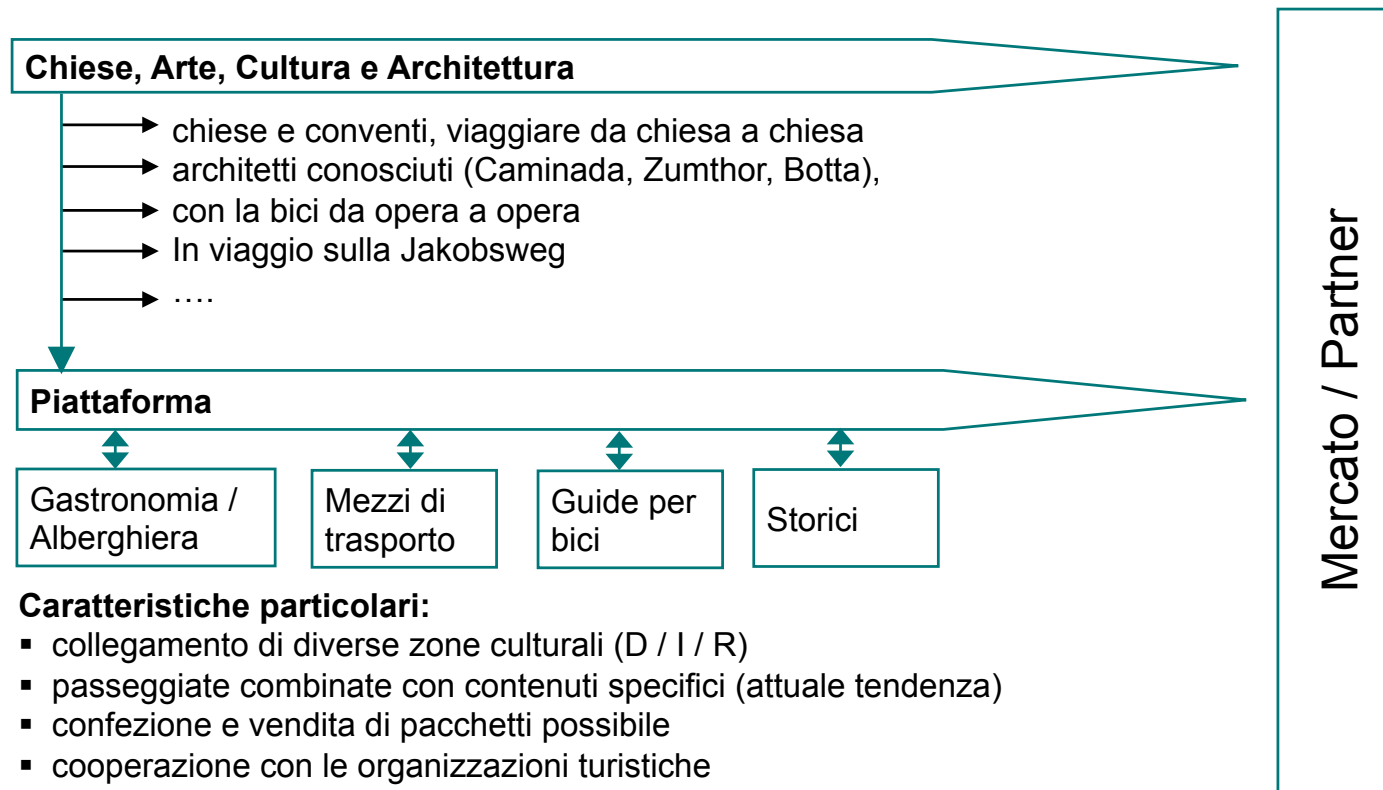 Chiese, Arte, Cultura e Architettura
chiese e conventi, viaggiare da chiesa a chiesa
architetti conosciuti (Caminada, Zumthor, Botta),
con la bici da opera a opera
In viaggio sulla Jakobsweg
….
Piattaforma
Gastronomia /
Alberghiera
Mezzi di
trasporto
Guide per
bici
Storici
Caratteristiche particolari:
▪ collegamento di diverse zone culturali (D / I / R)
▪ passeggiate combinate con contenuti specifici (attuale tendenza)
▪ confezione e vendita di pacchetti possibile
▪ cooperazione con le organizzazioni turistiche
Mercato / Partner